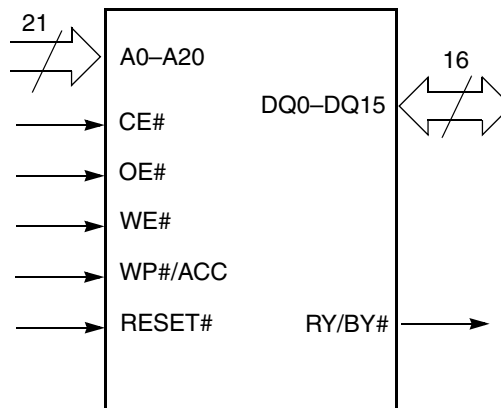 21
A0–A20
16
DQ0–DQ15
CE#
OE#
WE#
WP#/ACC
RESET#
RY/BY#